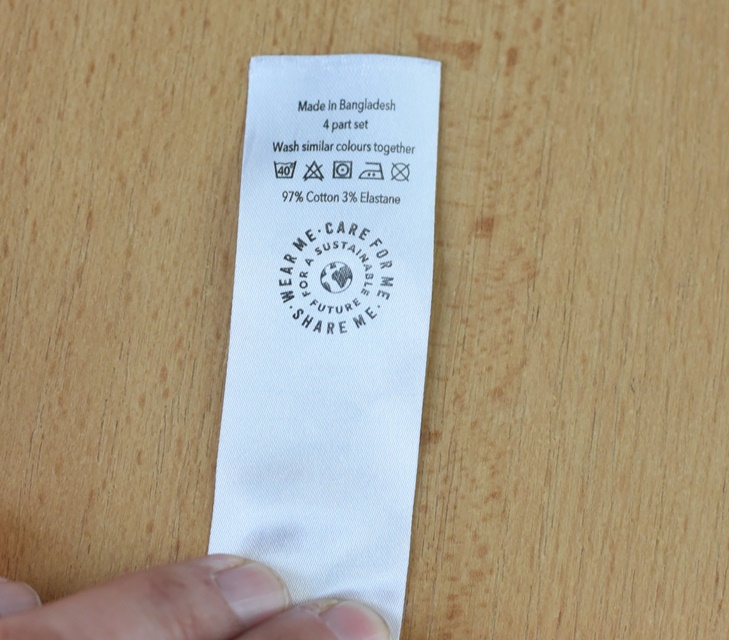 Made in Bangladesh
4 part set
Wash similar colours together
40
97% Cotton 3% Elastane
WEAR ME · CARE FOR ME · SHARE ME ·
FOR A SUSTAINABLE FUTURE